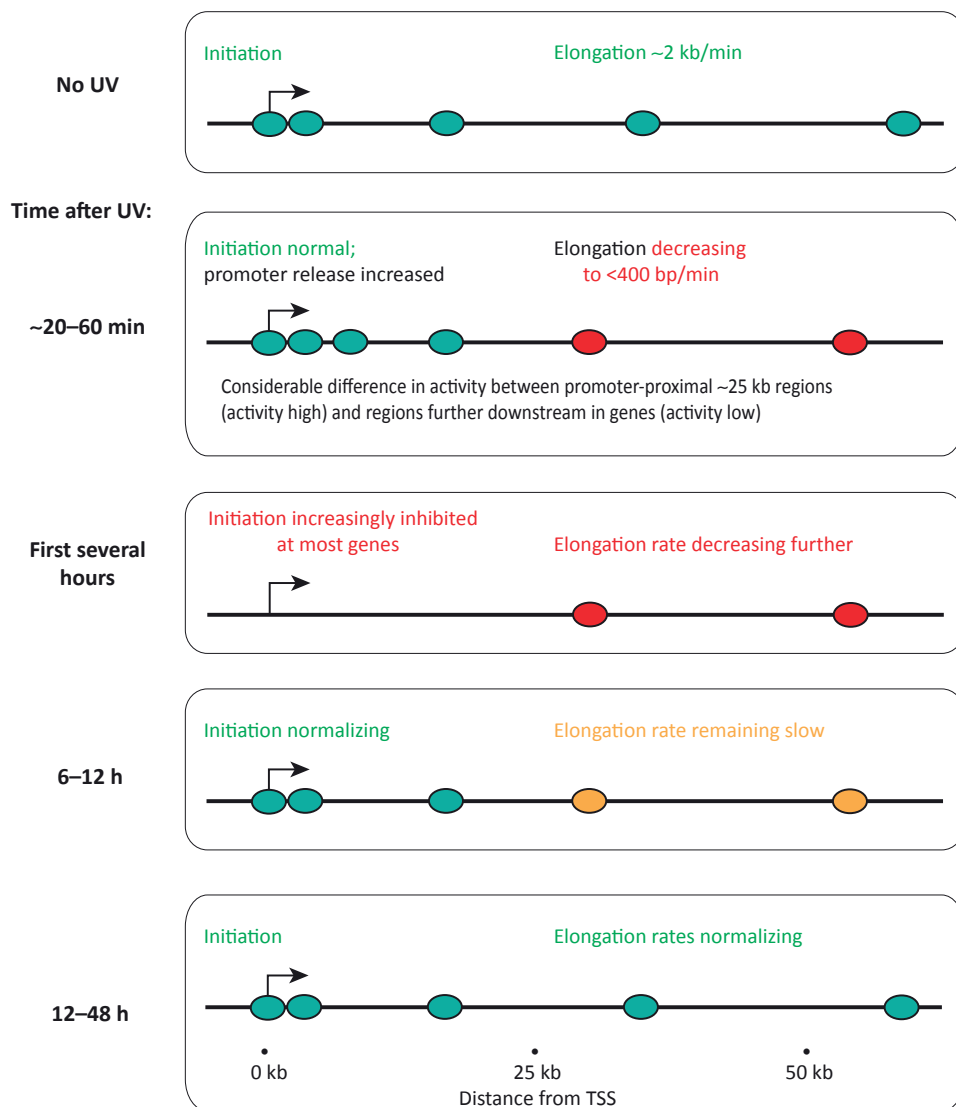 Initiation
Elongation ~2 kb/min
No UV
Time after UV:
Initiation normal;
promoter release increased
Elongation decreasing
to <400 bp/min
~20–60 min
Considerable difference in activity between promoter-proximal ~25 kb regions
(activity high) and regions further downstream in genes (activity low)
First several
hours
Initiation increasingly inhibited
at most genes
Elongation rate decreasing further
6–12 h
Initiation normalizing
Elongation rate remaining slow
12–48 h
Initiation
Elongation rates normalizing
0 kb
25 kb
50 kb
Distance from TSS